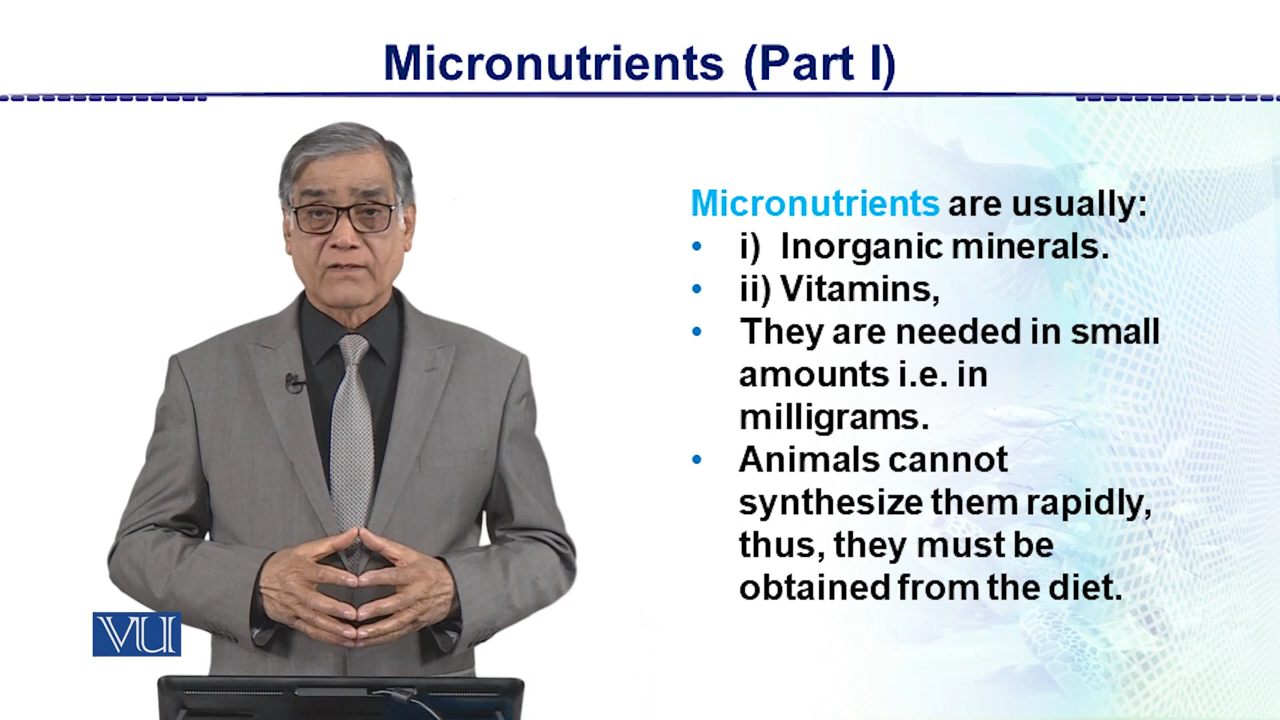 Micronutrients (Part I)
Micronutrients are usually:
• i) Inorganic minerals.
• ii) Vitamins,
• They are needed in small
amounts i.e. in
milligrams.
• Animals cannot
synthesize them rapidly,
thus, they must be
obtained from the diet.
VU